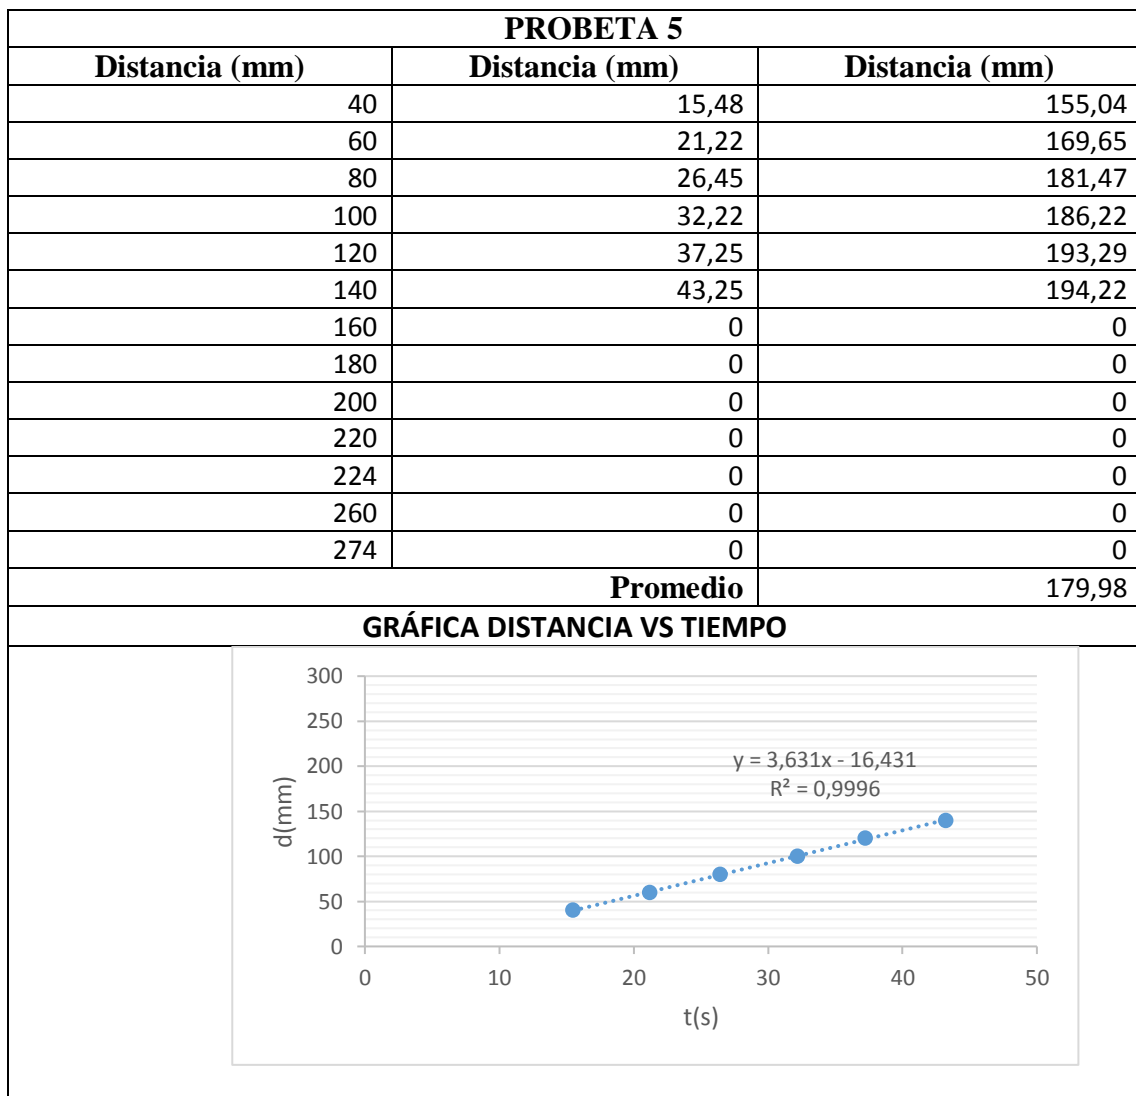 PROBETA 5
Distancia (mm) Distancia (mm) Distancia (mm)
40 15,48 155,04
60 21,22 169,65
80 26,45 181,47
100 32,22 186,22
120 37,25 193,29
140 43,25 194,22
160 0 0
180 0 0
200 0 0
220 0 0
224 0 0
260 0 0
274 0 0
Promedio 179,98
GRÁFICA DISTANCIA VS TIEMPO
300
250
200
150
100
50
0
d(mm)
y = 3,631x - 16,431
R² = 0,9996
0 10 20 30 40 50
t(s)